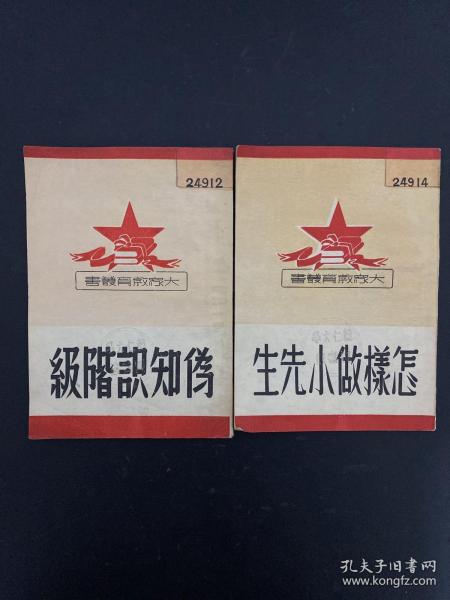 24912
大衆教育叢書
偽知識階級
24914
大衆教育叢書
怎樣做小先生
孔夫子旧书网
www.kongfz.com